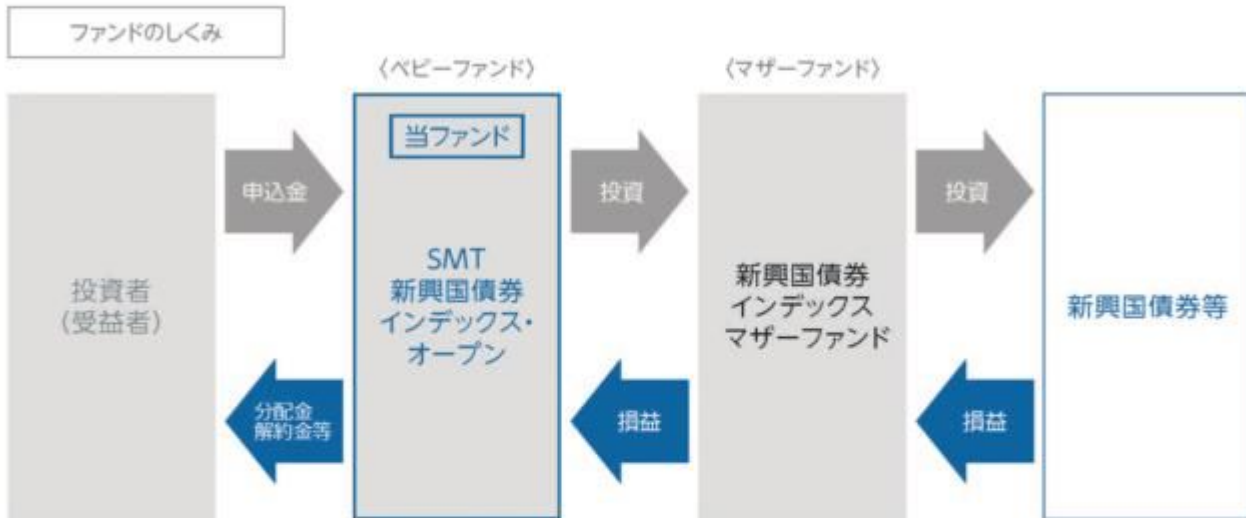 ファンドのしくみ
〈ベビーファンド〉
〈マザーファンド〉
投資者
(受益者)
申込金
分配金
解約金等
当ファンド
SMT
新興国債券
インデックス・
オープン
投資
損益
新興国債券
インデックス
マザーファンド
投資
損益
新興国債券等